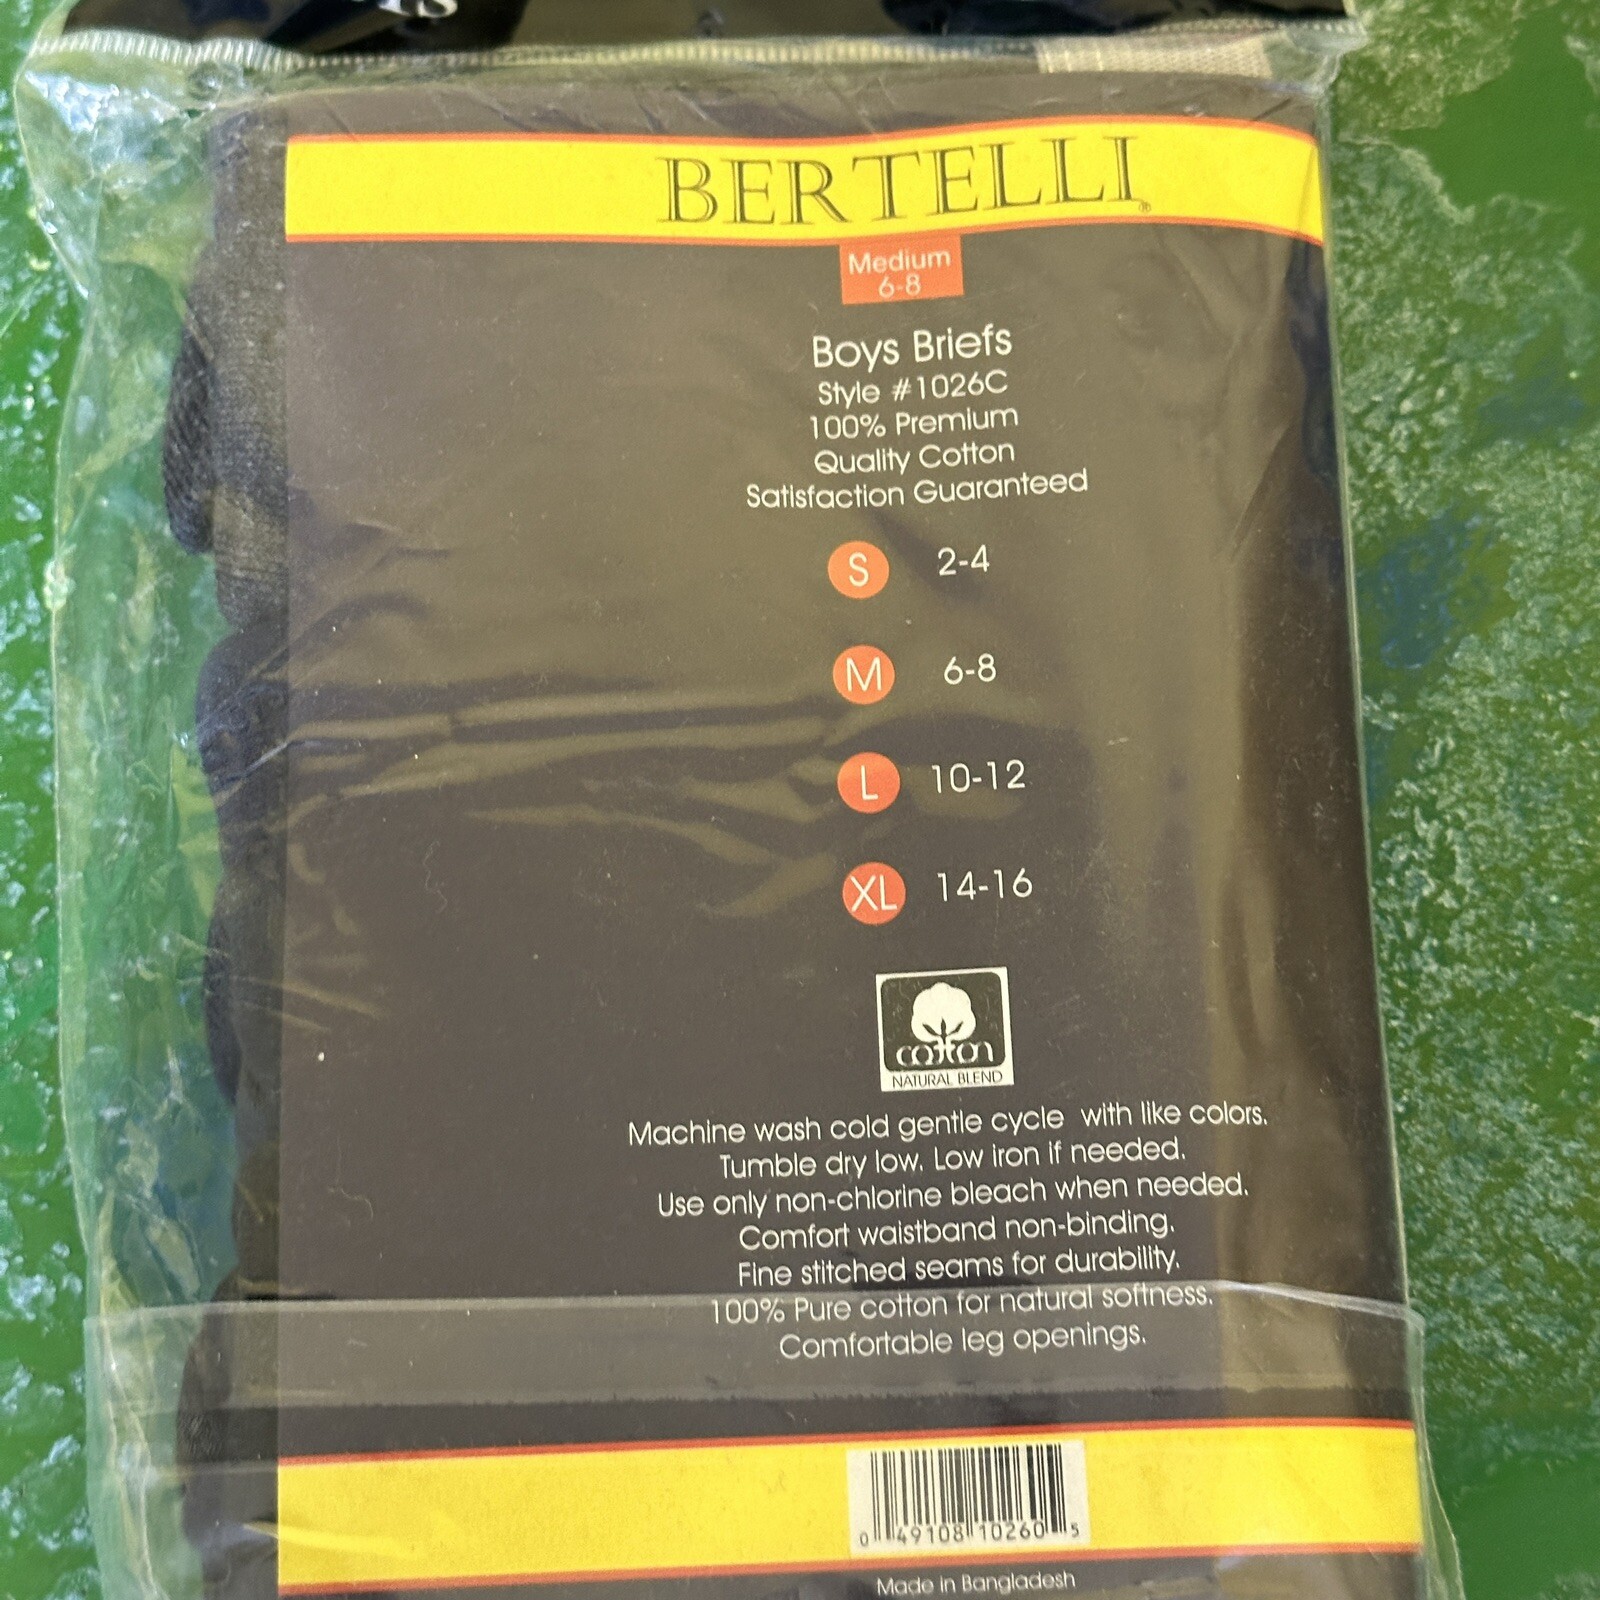 BERTELLI®
Medium
6-8
Boys Briefs
Style #1026C
100% Premium
Quality Cotton
Satisfaction Guaranteed
S 2-4
M 6-8
L 10-12
XL 14-16
cotton
NATURAL BLEND
Machine wash cold gentle cycle with like colors.
Tumble dry low. Low iron if needed.
Use only non-chlorine bleach when needed.
Comfort waistband non-binding.
Fine stitched seams for durability.
100% Pure cotton for natural softness.
Comfortable leg openings.
0 49108 10260 5
Made in Bangladesh